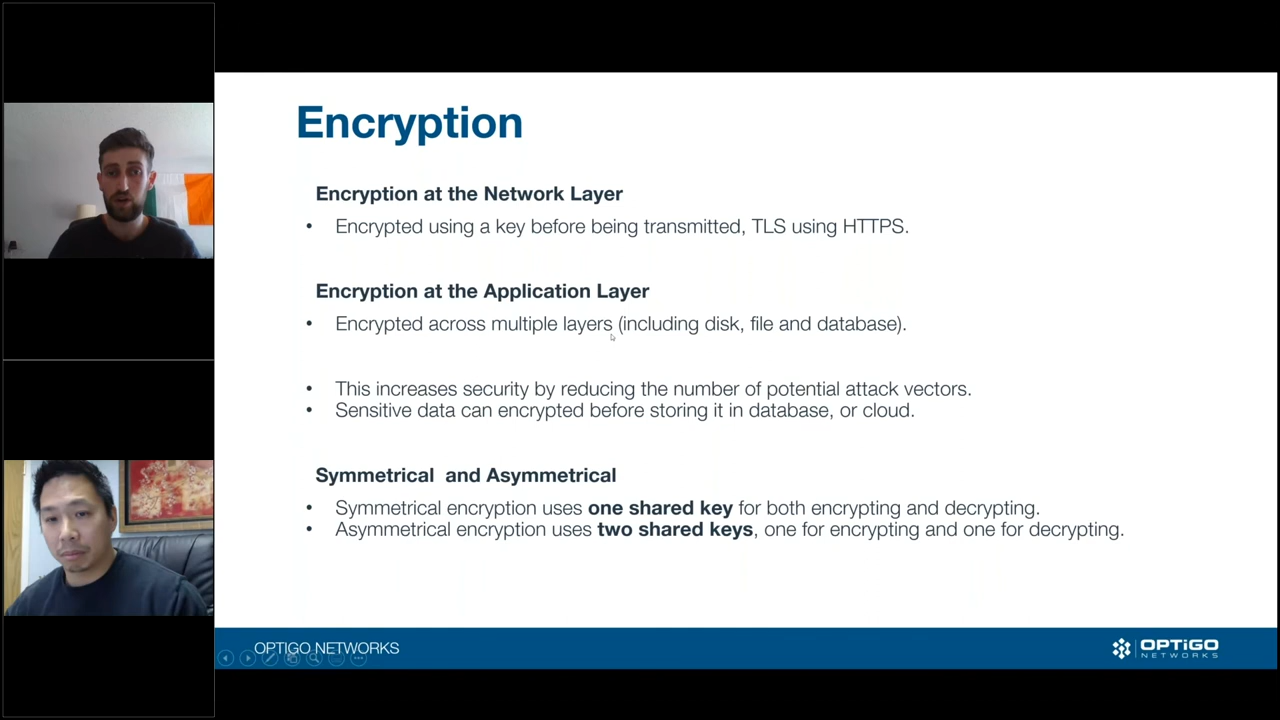 Encryption
Encryption at the Network Layer
• Encrypted using a key before being transmitted, TLS using HTTPS.
Encryption at the Application Layer
• Encrypted across multiple layers (including disk, file and database).
• This increases security by reducing the number of potential attack vectors.
• Sensitive data can encrypted before storing it in database, or cloud.
Symmetrical and Asymmetrical
• Symmetrical encryption uses one shared key for both encrypting and decrypting.
• Asymmetrical encryption uses two shared keys, one for encrypting and one for decrypting.
OPTIGO NETWORKS
OPTiGO
NETWORKS